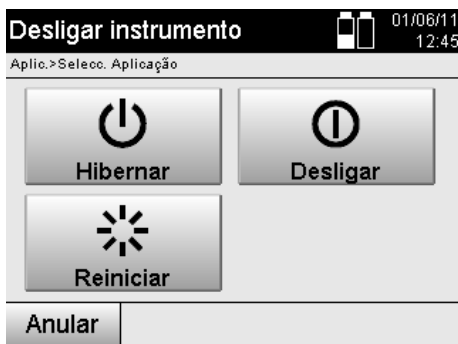 Desligar instrumento
01/06/11
12:45
Aplic.>Selecc. Aplicação
Hibernar
Desligar
Reiniciar
Anular